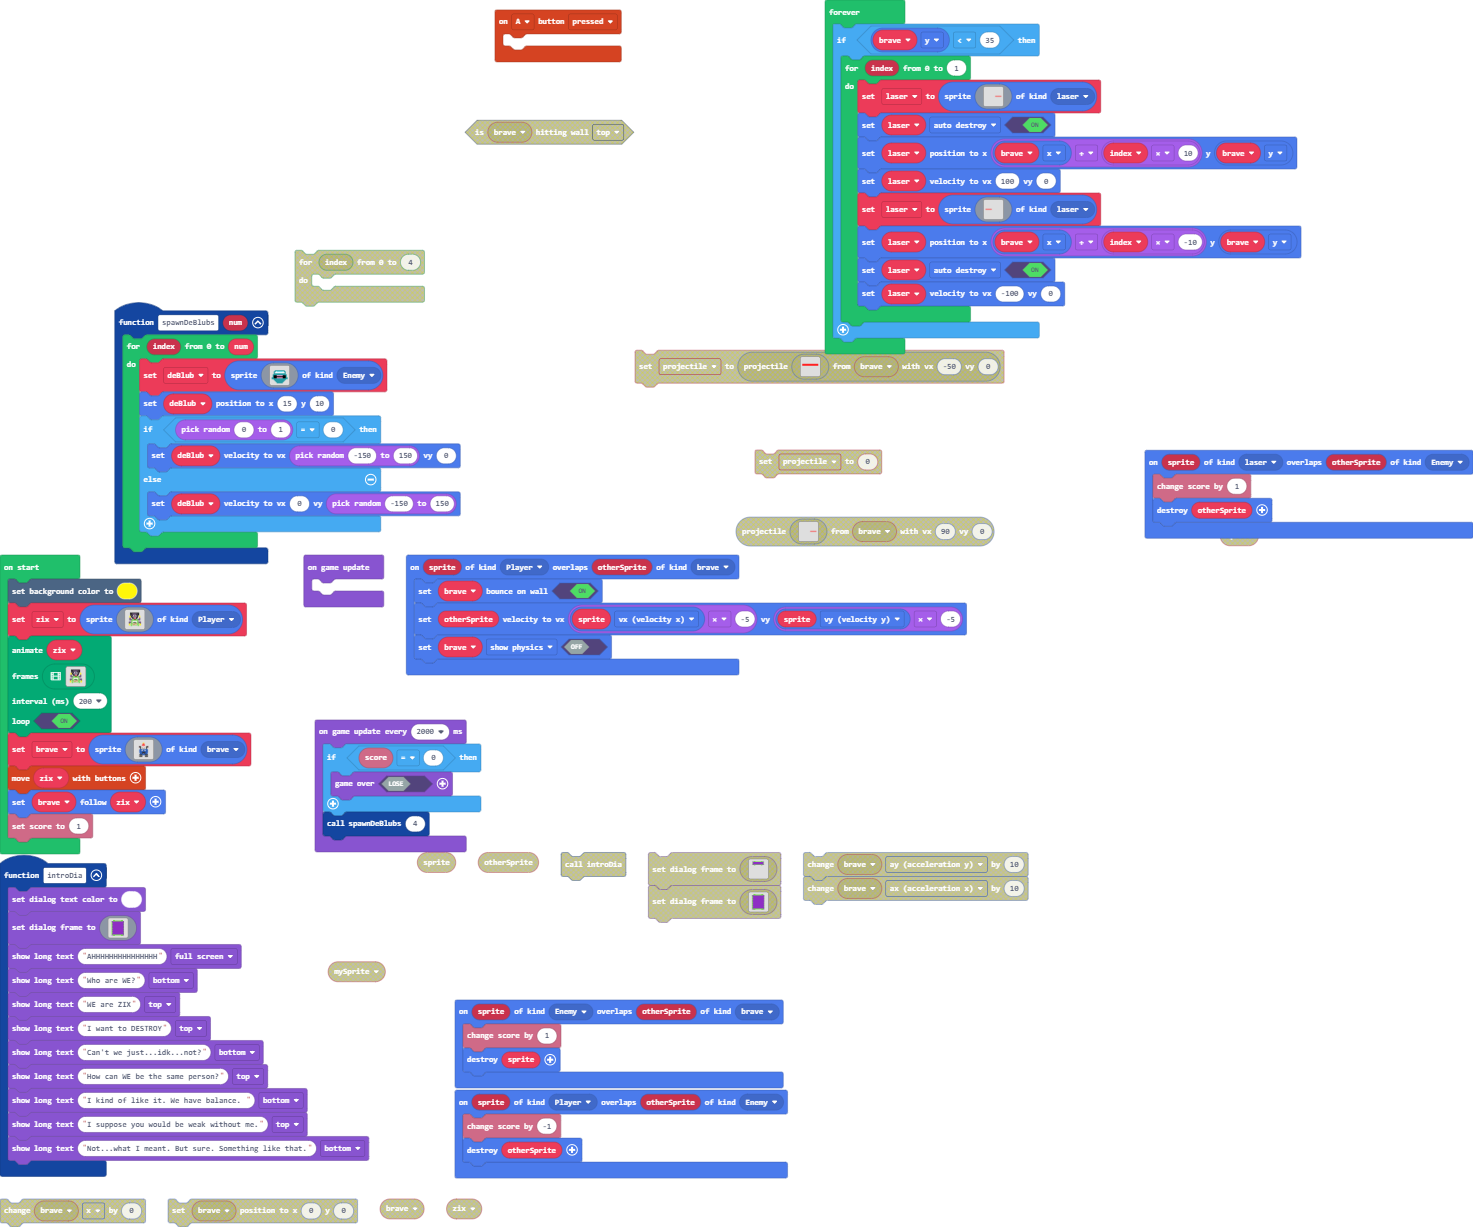 on A button pressed
is brave hitting wall top
for index from 0 to 4
do
function spawnDeBlubs num
for index from 0 to num
do
set deBlub to sprite of kind Enemy
set deBlub position to x 15 y 10
if pick random 0 to 1 = 0 then
set deBlub velocity to vx pick random -150 to 150 vy 0
else
set deBlub velocity to vx 0 vy pick random -150 to 150
forever
if brave y < 35 then
for index from 0 to 1
do
set laser to sprite of kind laser
set laser auto destroy ON
set laser position to x brave x + index × 10 y brave y
set laser velocity to vx 100 vy 0
set laser to sprite of kind laser
set laser position to x brave x + index × -10 y brave y
set laser auto destroy ON
set laser velocity to vx -100 vy 0
set projectile to projectile from brave with vx -50 vy 0
set projectile to 0
projectile from brave with vx 90 vy 0
on sprite of kind laser overlaps otherSprite of kind Enemy
change score by 1
destroy otherSprite
on start
set background color to
set zix to sprite of kind Player
animate zix
frames
interval (ms) 200
loop ON
set brave to sprite of kind brave
move zix with buttons
set brave follow zix
set score to 1
on game update
on sprite of kind Player overlaps otherSprite of kind brave
set brave bounce on wall ON
set otherSprite velocity to vx sprite vx (velocity x) × -5 vy sprite vy (velocity y) × -5
set brave show physics OFF
on game update every 2000 ms
if score = 0 then
game over LOSE
call spawnDeBlubs 4
sprite
otherSprite
call introDia
set dialog frame to
set dialog frame to
change brave ay (acceleration y) by 10
change brave ax (acceleration x) by 10
function introDia
set dialog text color to
set dialog frame to
show long text "AHHHHHHHHHHHHHH" full screen
show long text "Who are WE?" bottom
show long text "WE are ZIX" top
show long text "I want to DESTROY" top
show long text "Can't we just...idk...not?" bottom
show long text "How can WE be the same person?" top
show long text "I kind of like it. We have balance. " bottom
show long text "I suppose you would be weak without me." top
show long text "Not...what I meant. But sure. Something like that." bottom
mySprite
on sprite of kind Enemy overlaps otherSprite of kind brave
change score by 1
destroy sprite
on sprite of kind Player overlaps otherSprite of kind Enemy
change score by -1
destroy otherSprite
change brave x by 0
set brave position to x 0 y 0
brave
zix